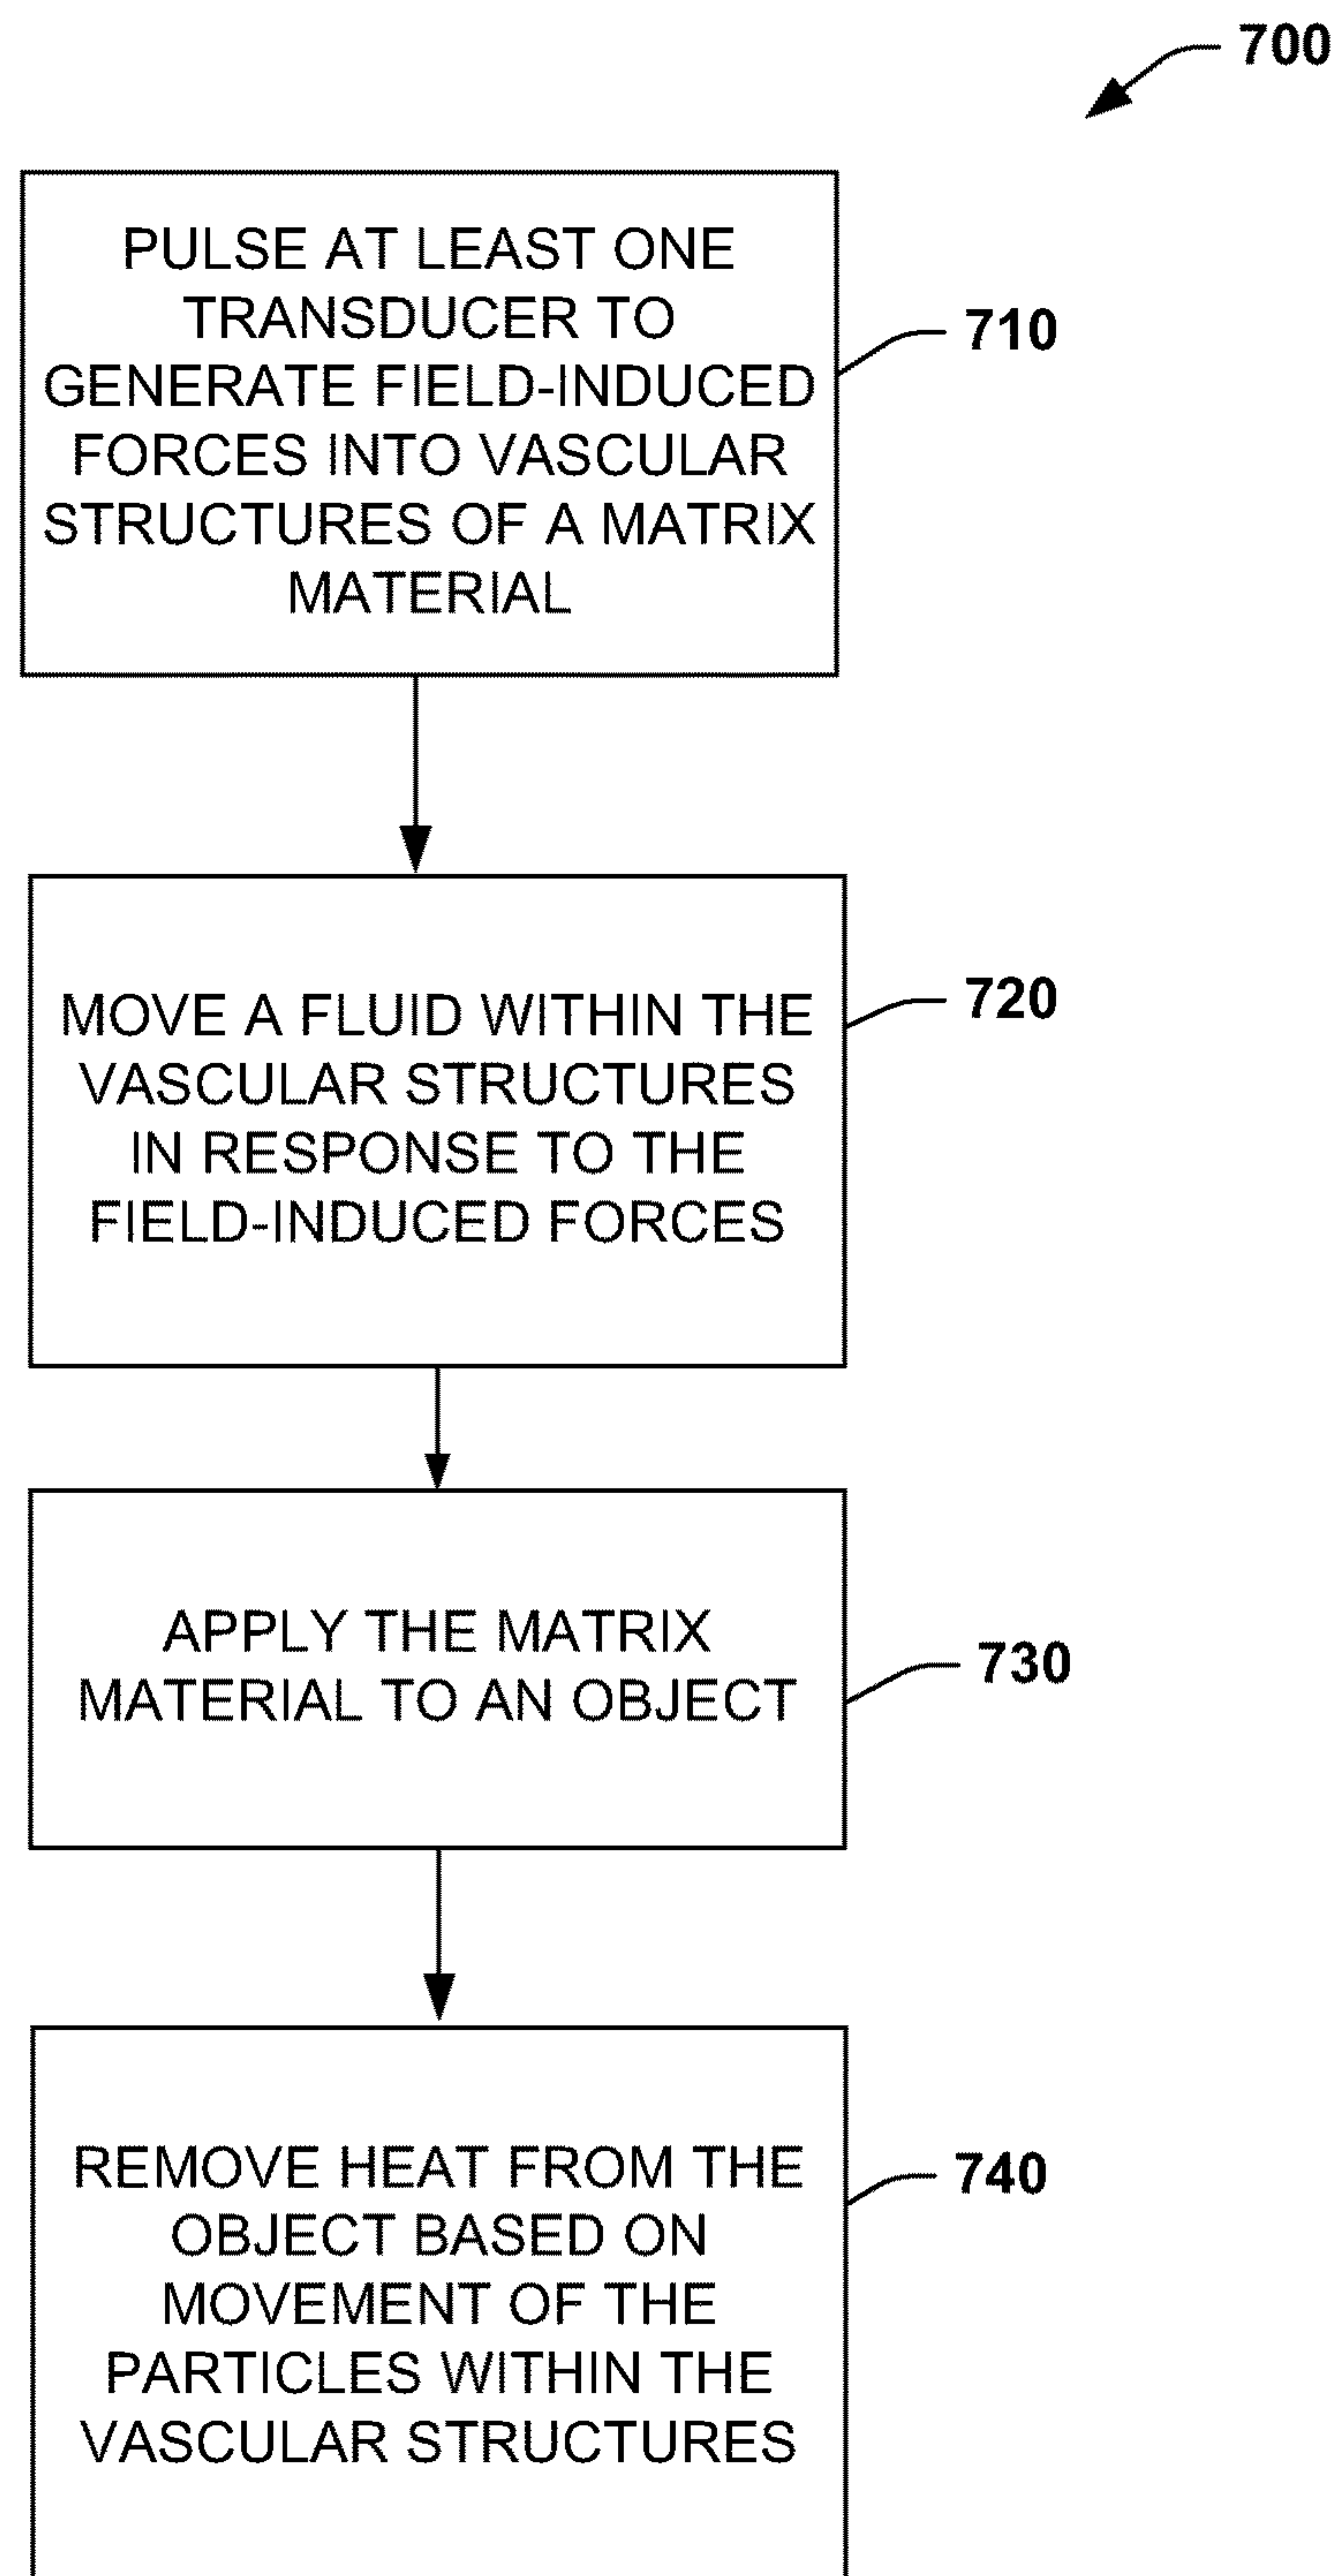 700
PULSE AT LEAST ONE
TRANSDUCER TO
GENERATE FIELD-INDUCED
FORCES INTO VASCULAR
STRUCTURES OF A MATRIX
MATERIAL
710
MOVE A FLUID WITHIN THE
VASCULAR STRUCTURES
IN RESPONSE TO THE
FIELD-INDUCED FORCES
720
APPLY THE MATRIX
MATERIAL TO AN OBJECT
730
REMOVE HEAT FROM THE
OBJECT BASED ON
MOVEMENT OF THE
PARTICLES WITHIN THE
VASCULAR STRUCTURES
740